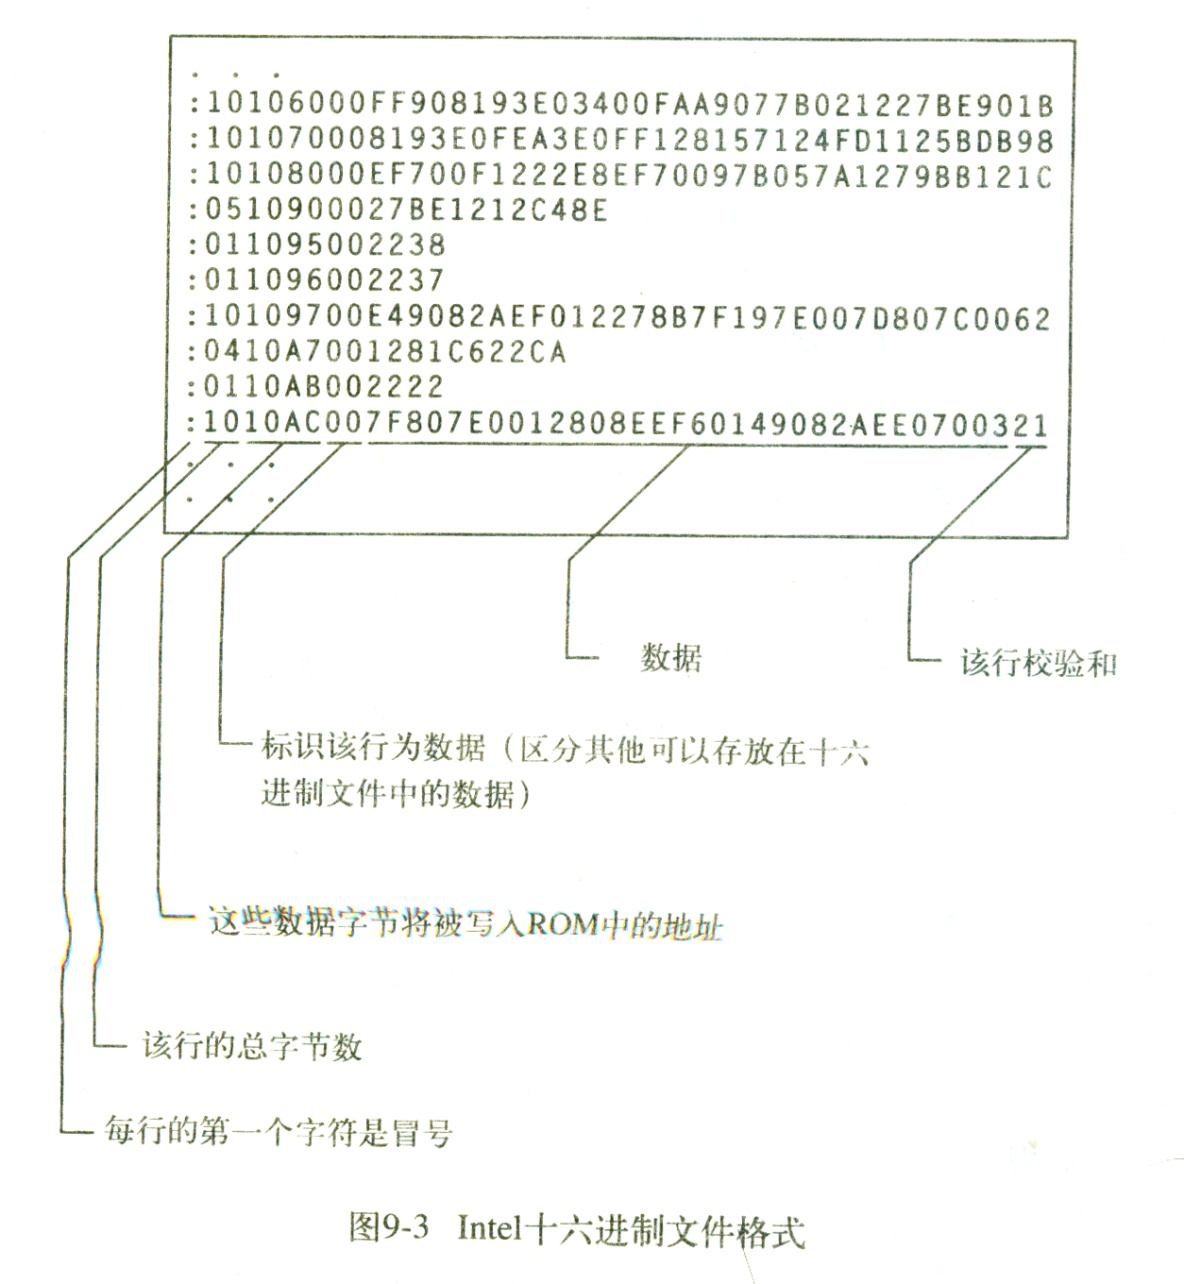 . . .
:10106000FF908193E03400FAA9077B021227BE901B
:101070008193E0FEA3E0FF128157124FD1125BDB98
:10108000EF700F1222E8EF70097B057A1279BB121C
:0510900027BE1212C48E
:011095002238
:011096002237
:10109700E49082AEF012278B7F197E007D807C0062
:0410A7001281C622CA
:0110AB002222
:1010AC007F807E0012808EEF60149082AEE0700321
. . .
. . .
数据
该行校验和
标识该行为数据（区分其他可以存放在十六
进制文件中的数据）
这些数据字节将被写入ROM中的地址
该行的总字节数
每行的第一个字符是冒号
图9-3 Intel十六进制文件格式